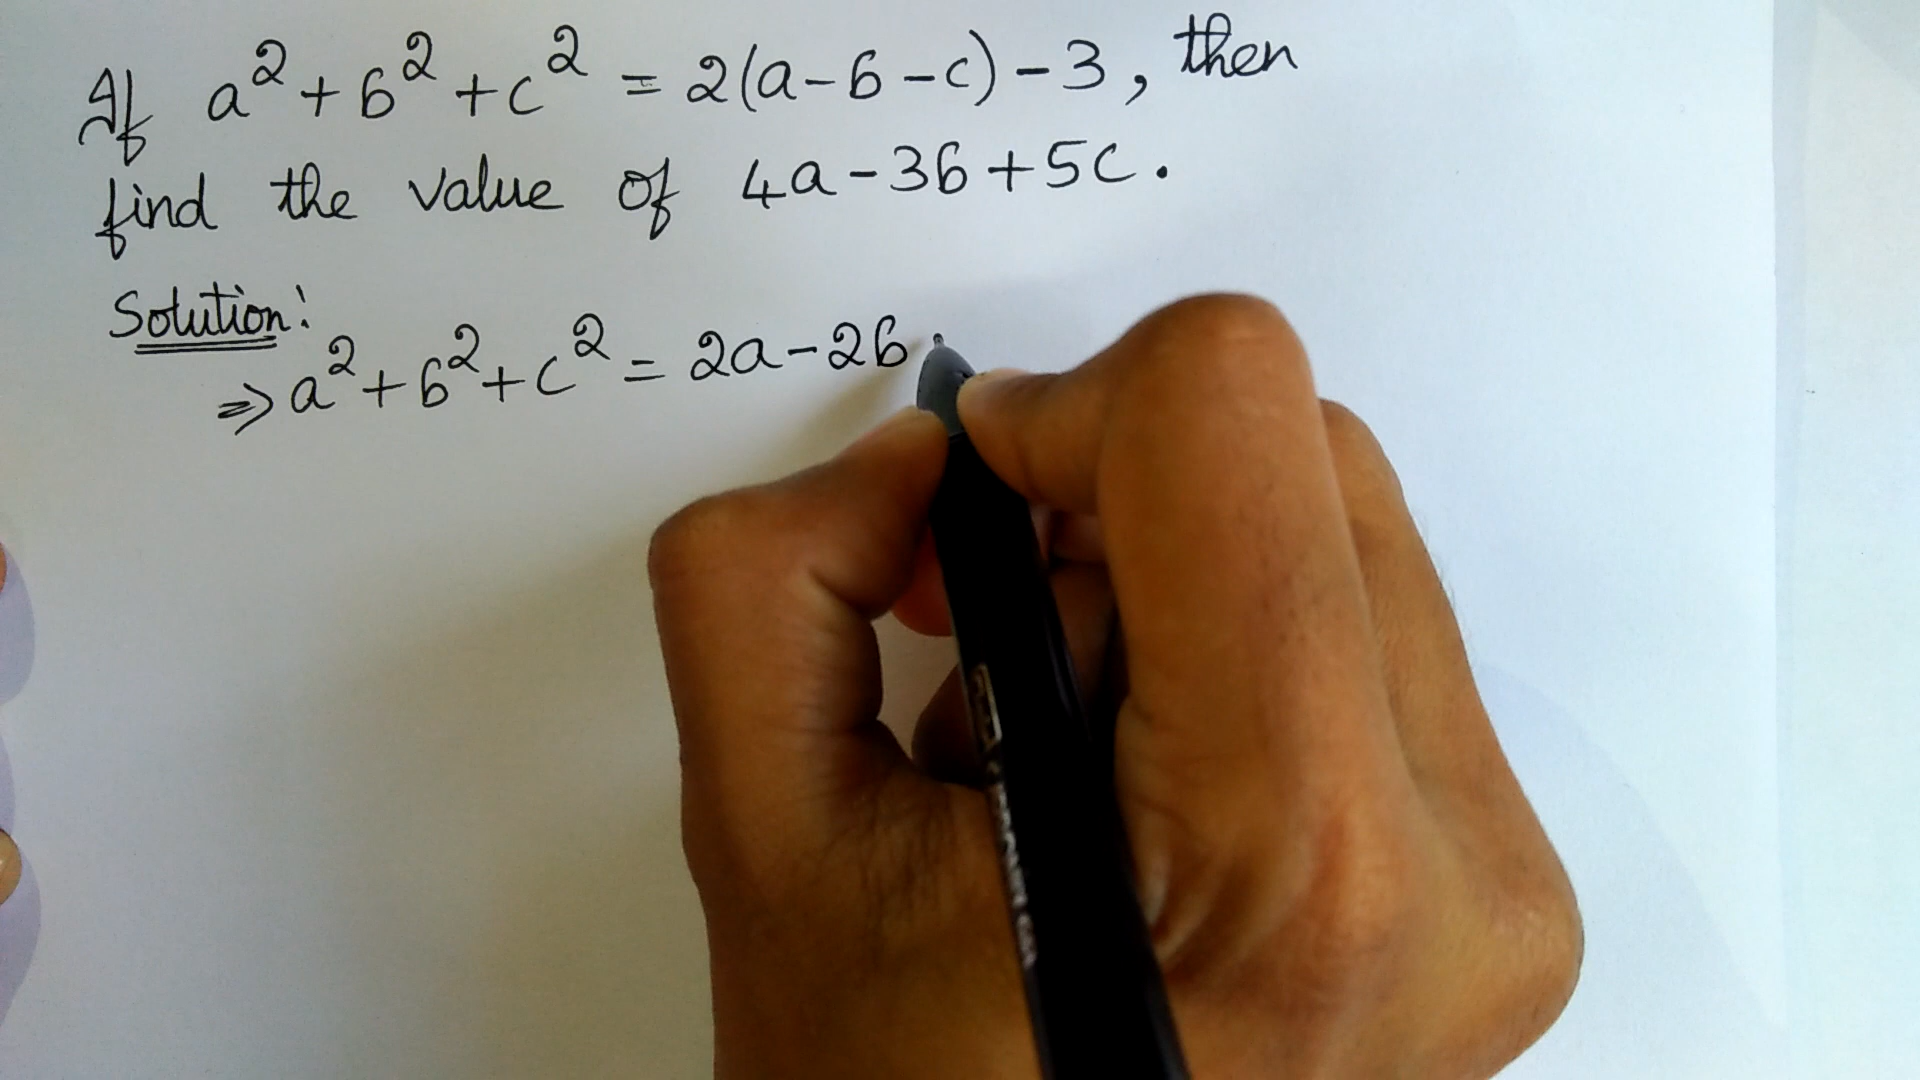 If a² + b² + c² = 2(a - b - c) - 3, then
find the value of 4a - 3b + 5c.
Solution:
⇒ a² + b² + c² = 2a - 2b